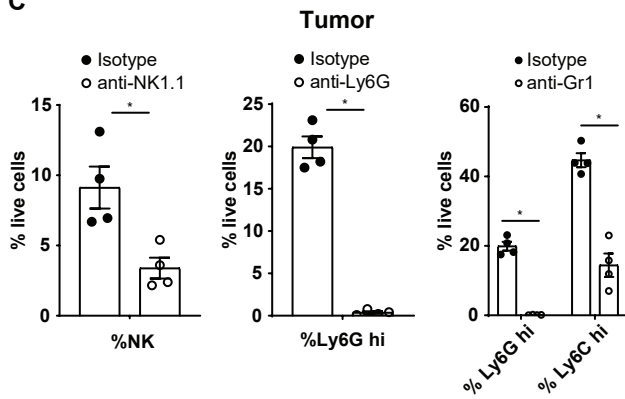 C
Tumor
Isotype
anti-NK1.1
% live cells
15
10
5
0
*
%NK
Isotype
anti-Ly6G
% live cells
25
20
15
10
5
0
*
%Ly6G hi
Isotype
anti-Gr1
% live cells
60
40
20
0
*
*
% Ly6G hi
% Ly6C hi